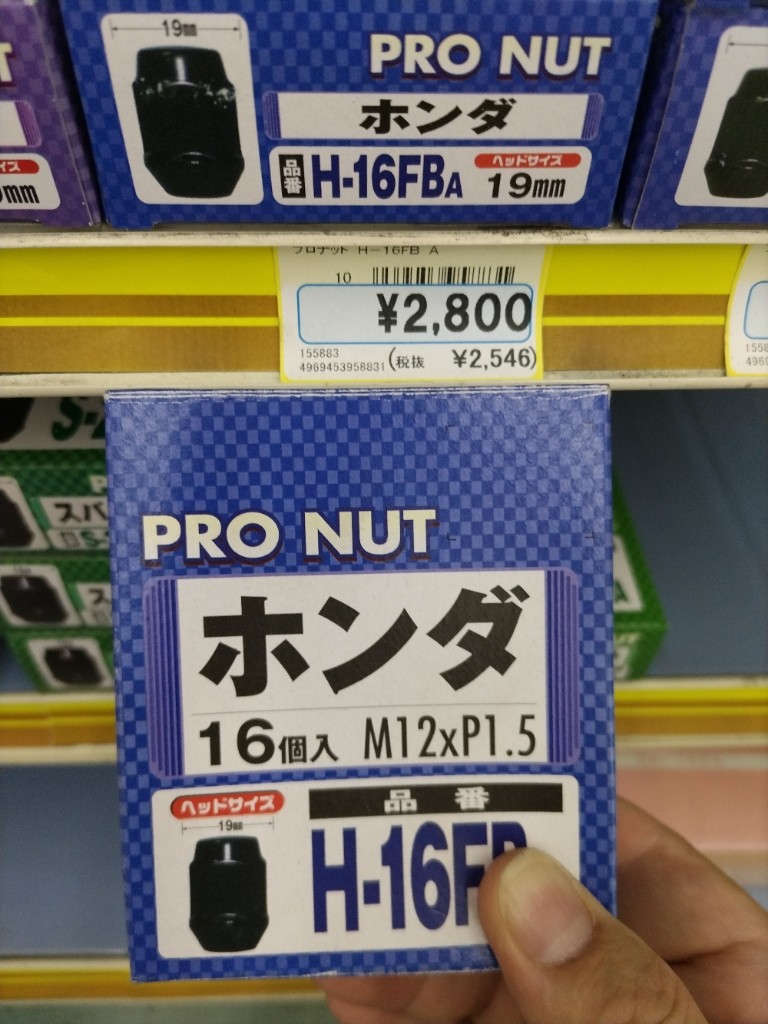 19mm
PRO NUT
ホンダ
品番 H-16FBA
ヘッドサイズ
19mm
プロナット H-16FB A
10
¥2,800
155883
4969453958831
(税抜 ¥2,546)
PRO NUT
ホンダ
16個入 M12xP1.5
ヘッドサイズ
19mm
品番
H-16F